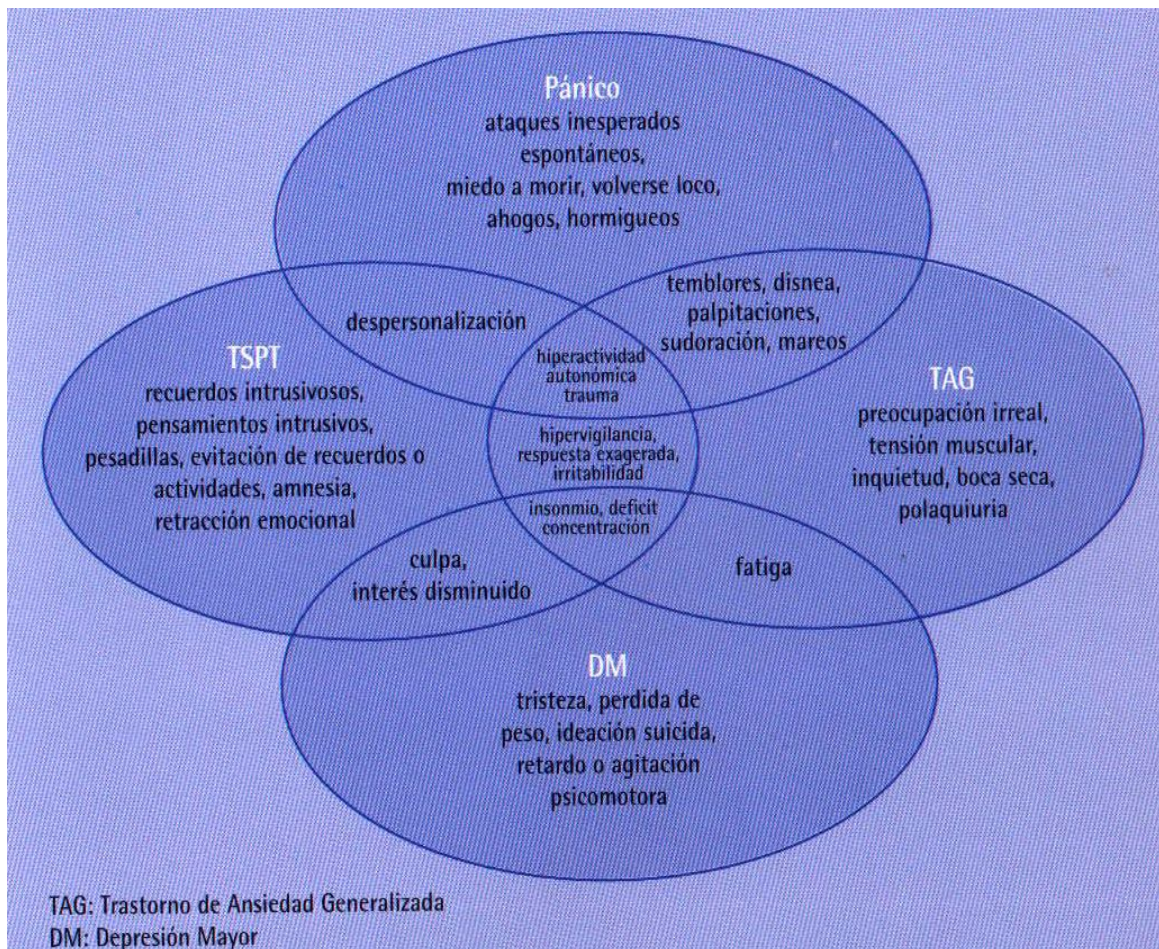 Pánico
ataques inesperados
espontáneos,
miedo a morir, volverse loco,
ahogos, hormigueos
despersonalización
temblores, disnea,
palpitaciones,
sudoración, mareos
hiperactividad
autonómica
trauma
TSPT
recuerdos intrusivosos,
pensamientos intrusivos,
pesadillas, evitación de recuerdos o
actividades, amnesia,
retracción emocional
hipervigilancia,
respuesta exagerada,
irritabilidad
TAG
preocupación irreal,
tensión muscular,
inquietud, boca seca,
polaquiuria
insonmio, deficit
concentración
culpa,
interés disminuido
fatiga
DM
tristeza, perdida de
peso, ideación suicida,
retardo o agitación
psicomotora
TAG: Trastorno de Ansiedad Generalizada
DM: Depresión Mayor